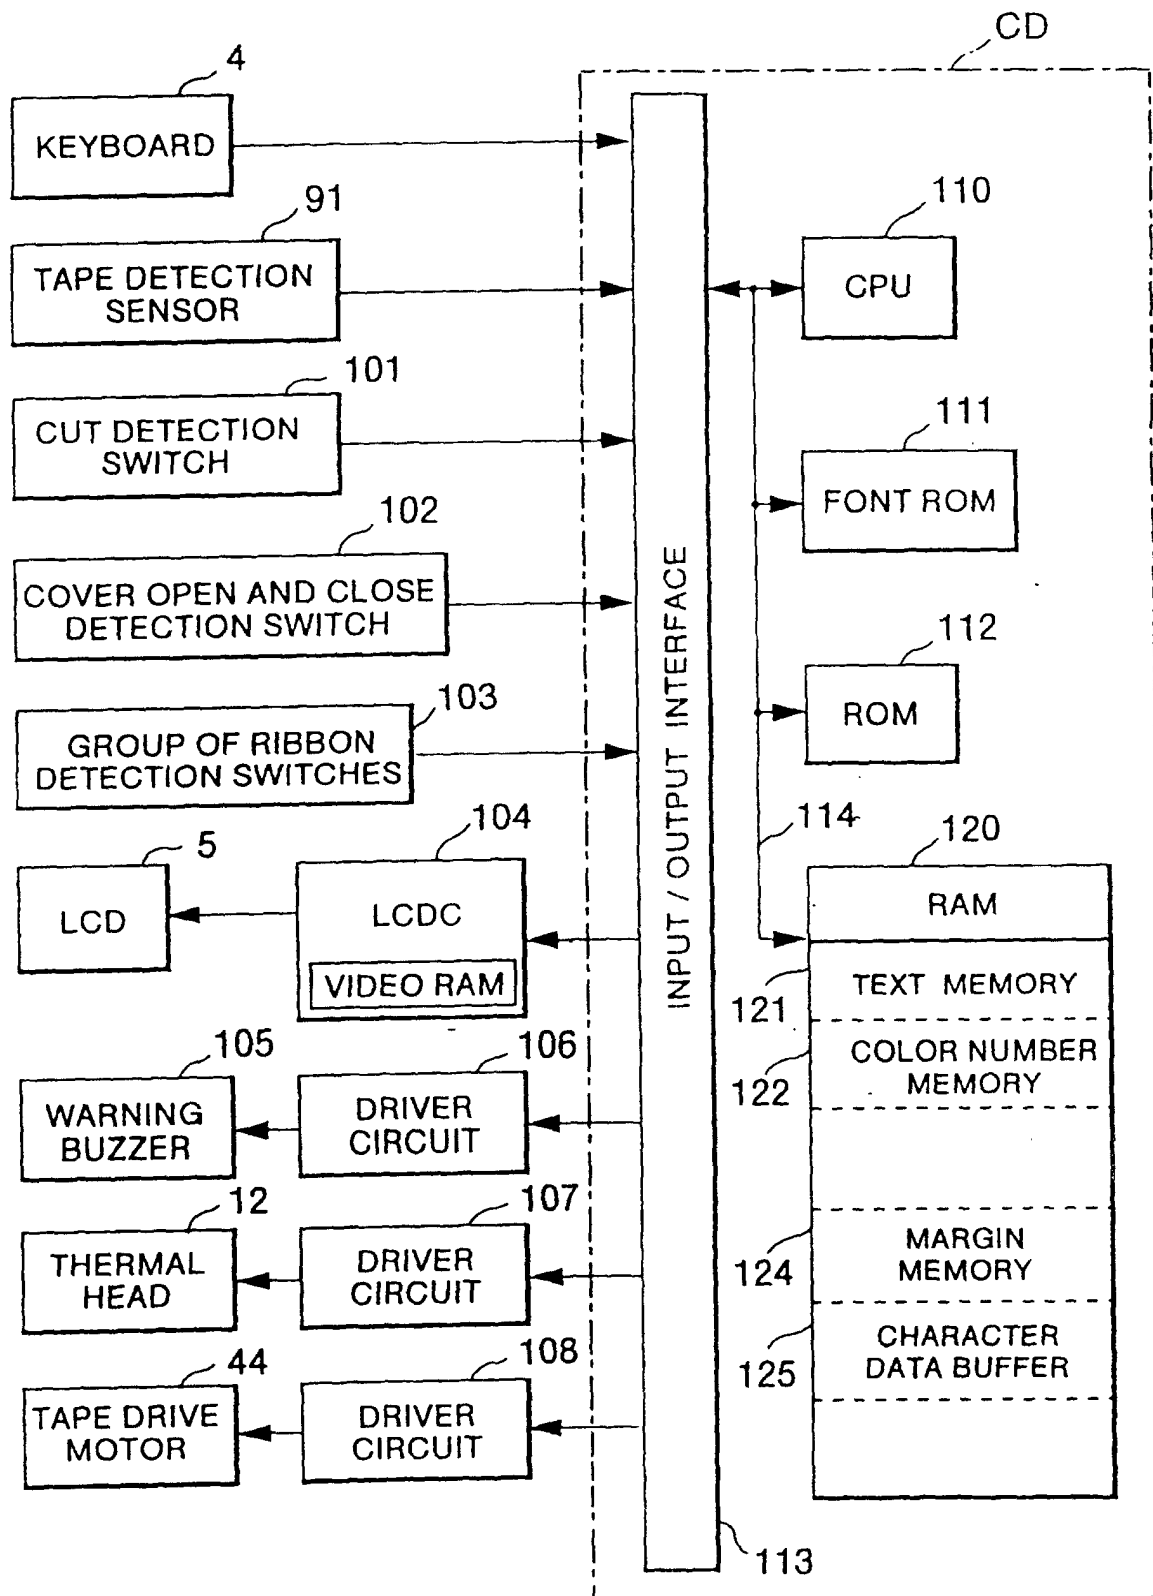 CD
4
KEYBOARD
91
TAPE DETECTION
SENSOR
101
CUT DETECTION
SWITCH
102
COVER OPEN AND CLOSE
DETECTION SWITCH
103
GROUP OF RIBBON
DETECTION SWITCHES
5
LCD
104
LCDC
VIDEO RAM
105
WARNING
BUZZER
106
DRIVER
CIRCUIT
12
THERMAL
HEAD
107
DRIVER
CIRCUIT
44
TAPE DRIVE
MOTOR
108
DRIVER
CIRCUIT
INPUT / OUTPUT INTERFACE
113
110
CPU
111
FONT ROM
112
ROM
114
120
RAM
121
TEXT MEMORY
122
COLOR NUMBER
MEMORY
124
MARGIN
MEMORY
125
CHARACTER
DATA BUFFER